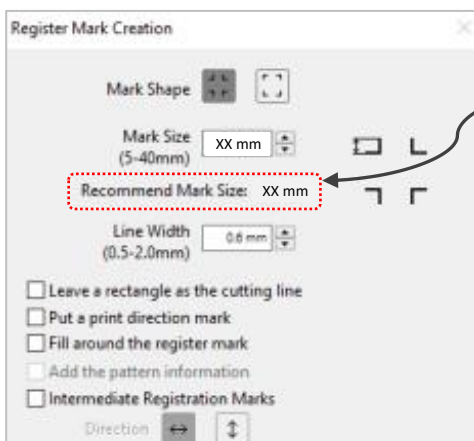 Register Mark Creation
Mark Shape
Mark Size
(5-40mm)
XX mm
Recommend Mark Size: XX mm
Line Width
(0.5-2.0mm)
0.6 mm
Leave a rectangle as the cutting line
Put a print direction mark
Fill around the register mark
Add the pattern information
Intermediate Registration Marks
Direction